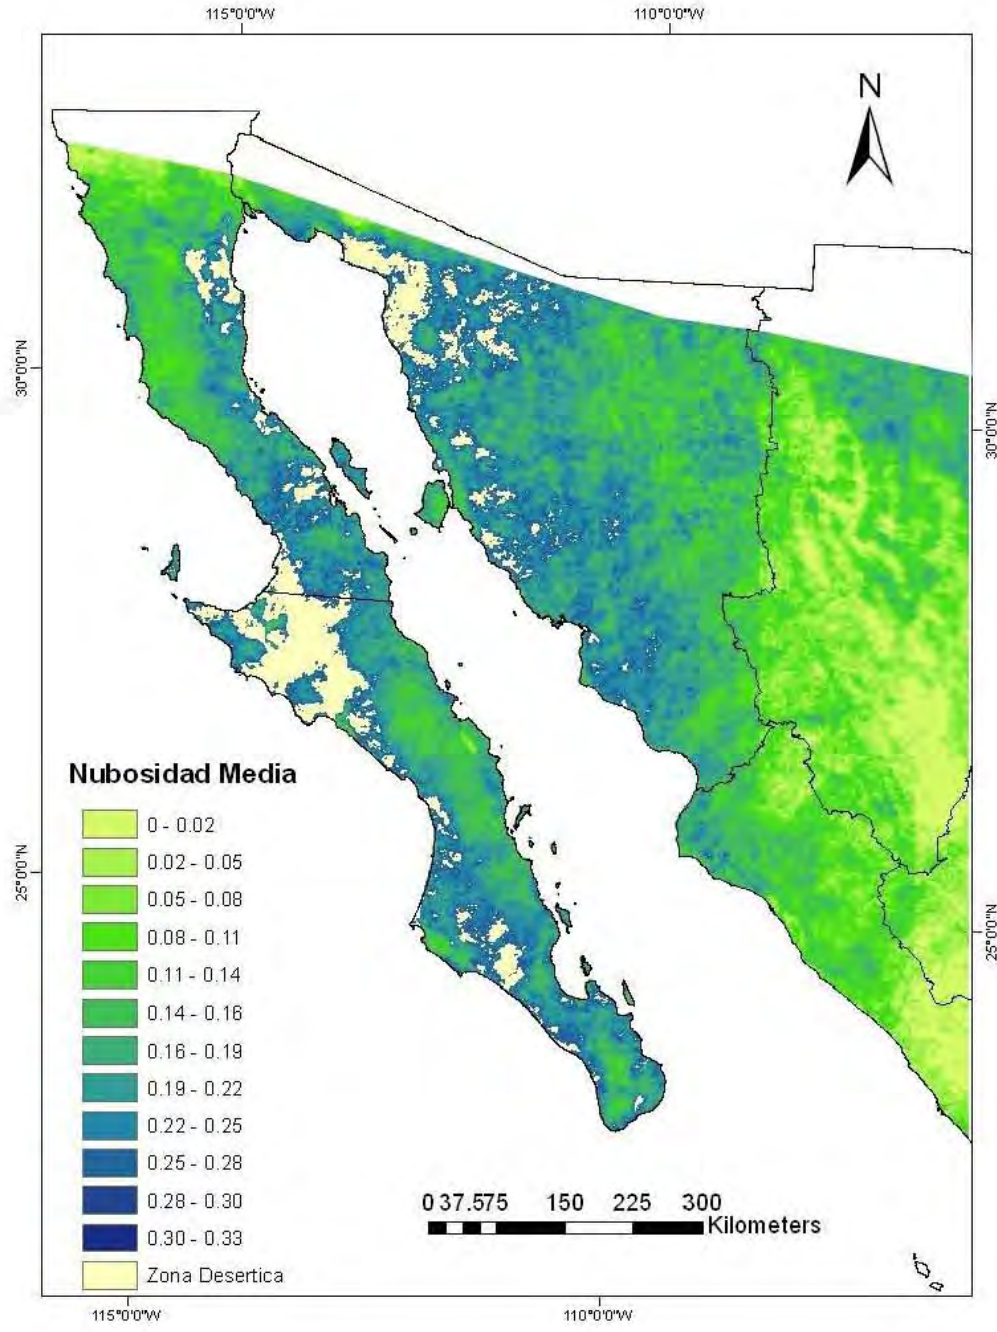 115°0'0"W 110°0'0"W
N
30°0'0"N
30°0'0"N
Nubosidad Media
0 - 0.02
0.02 - 0.05
0.05 - 0.08
0.08 - 0.11
0.11 - 0.14
0.14 - 0.16
0.16 - 0.19
0.19 - 0.22
0.22 - 0.25
0.25 - 0.28
0.28 - 0.30
0.30 - 0.33
Zona Desertica
25°0'0"N
25°0'0"N
0 37.575 150 225 300
Kilometers
115°0'0"W 110°0'0"W